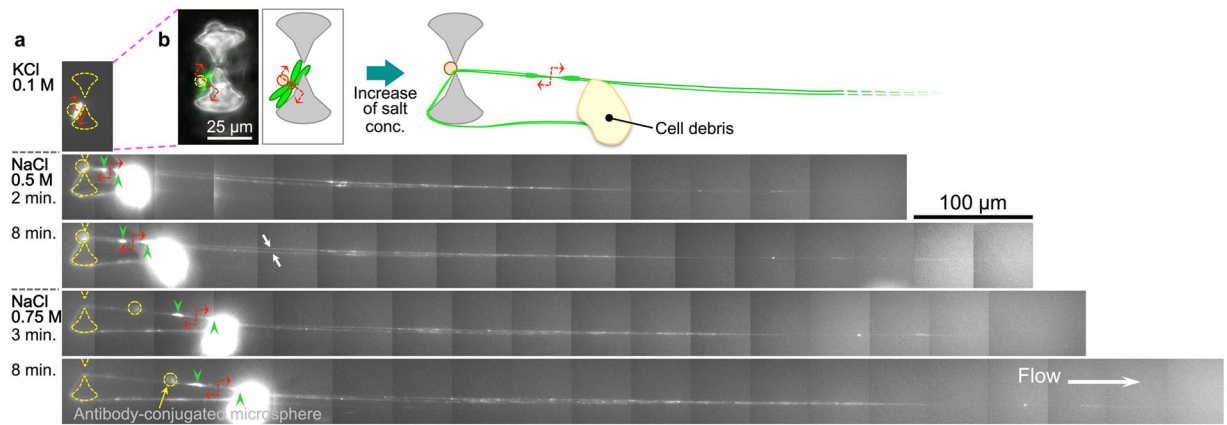 a
b
KCl
0.1 M
25 µm
Increase
of salt
conc.
Cell debris
NaCl
0.5 M
2 min.
100 µm
8 min.
NaCl
0.75 M
3 min.
8 min.
Flow
Antibody-conjugated microsphere